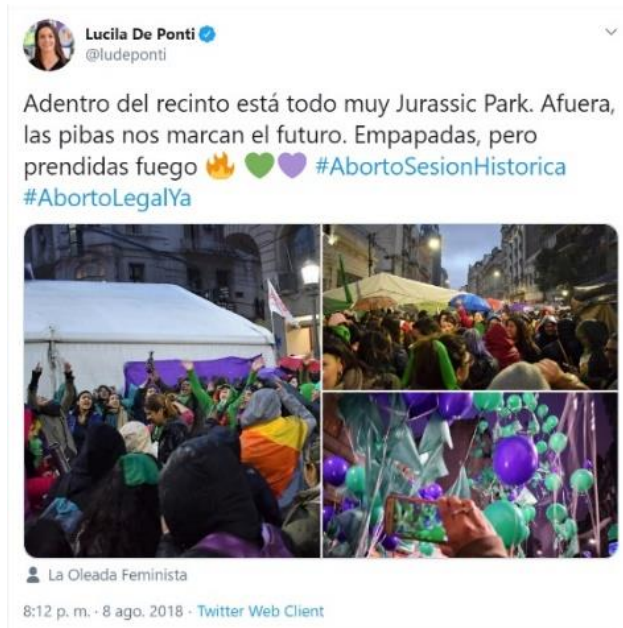 Lucila De Ponti
@ludeponti
Adentro del recinto está todo muy Jurassic Park. Afuera,
las pibas nos marcan el futuro. Empapadas, pero
prendidas fuego 🔥 💚💜 #AbortoSesionHistorica
#AbortoLegalYa
La Oleada Feminista
8:12 p. m. · 8 ago. 2018 · Twitter Web Client